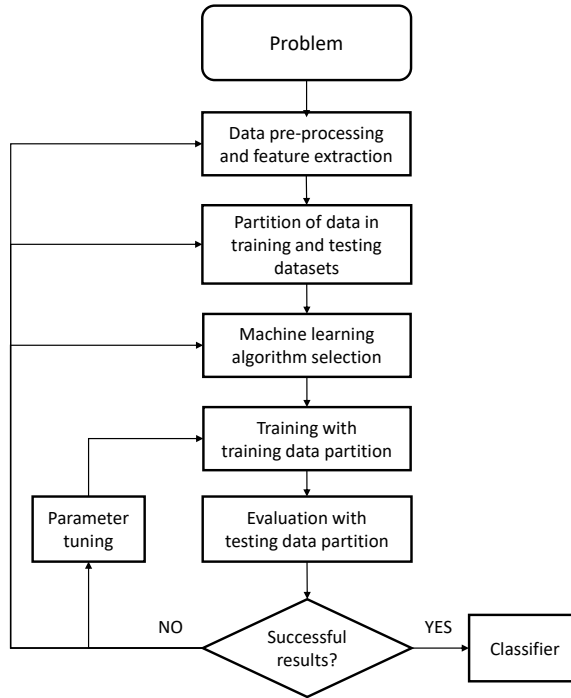 Problem
Data pre-processing
and feature extraction
Partition of data in
training and testing
datasets
Machine learning
algorithm selection
Training with
training data partition
Parameter
tuning
Evaluation with
testing data partition
NO
Successful
results?
YES
Classifier